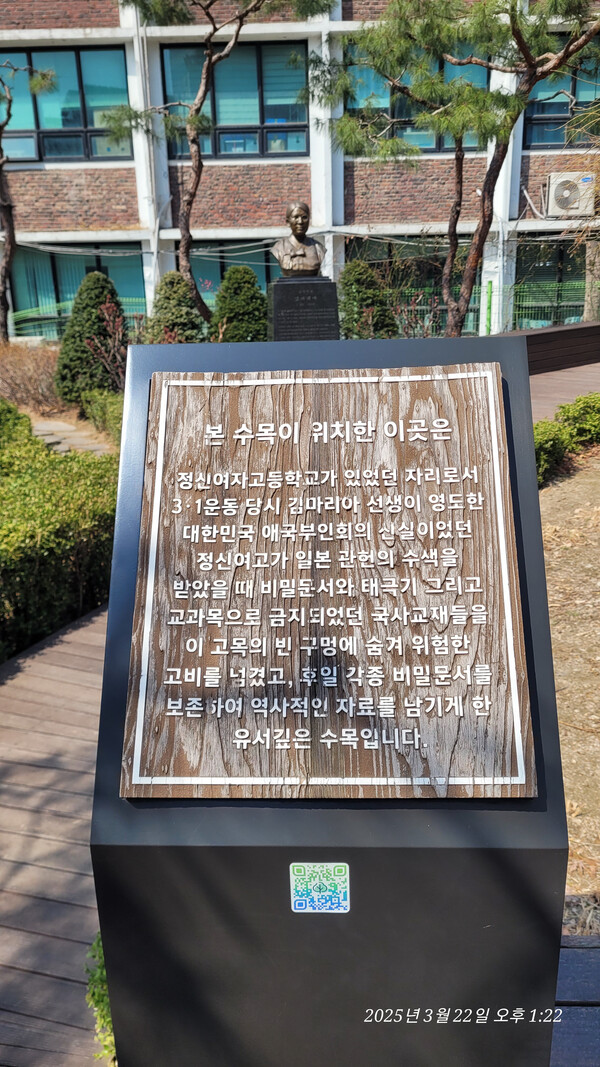 본 수목이 위치한 이곳은
정신여자고등학교가 있었던 자리로서
3·1운동 당시 김마리아 선생이 영도한
대한민국 애국부인회의 산실이었던
정신여고가 일본 관헌의 수색을
받았을 때 비밀문서와 태극기 그리고
교과목으로 금지되었던 국사교재들을
이 고목의 빈 구멍에 숨겨 위험한
고비를 넘겼고, 후일 각종 비밀문서를
보존하여 역사적인 자료를 남기게 한
유서깊은 수목입니다.
2025년 3월 22일 오후 1:22